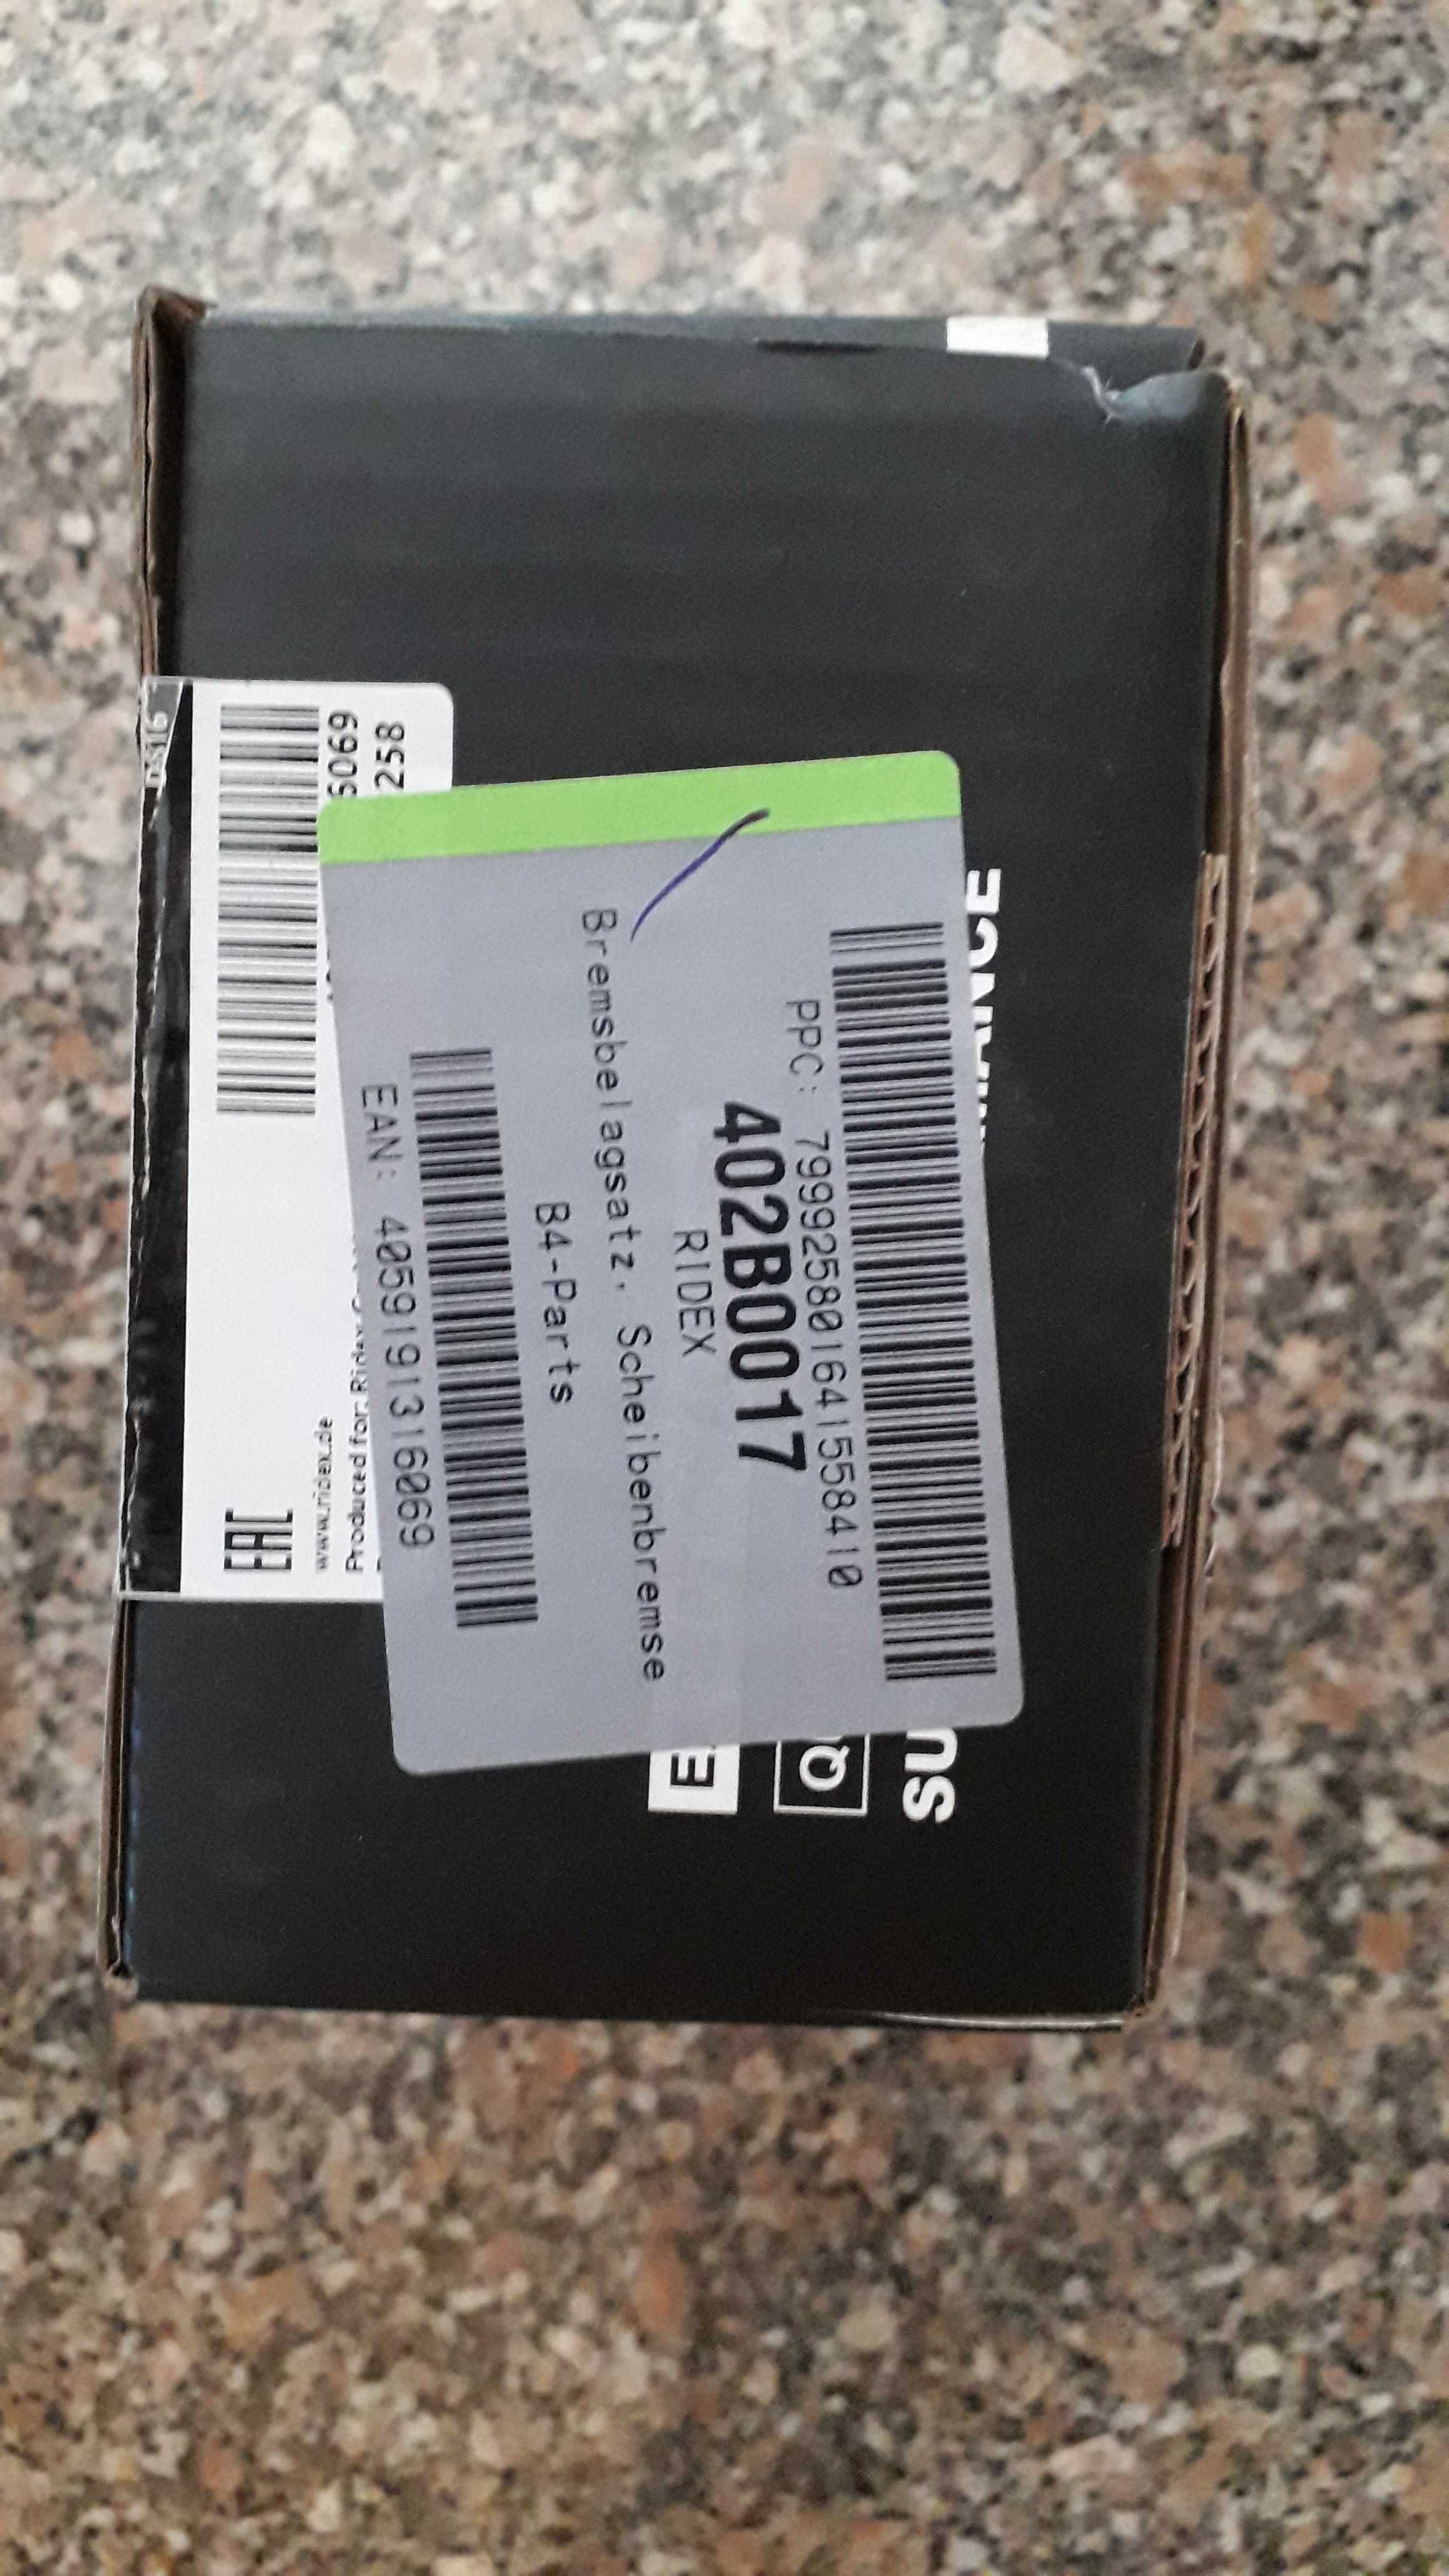 PPC: 7999258016415584 10
402B0017
RIDEX
Bremsbelagsatz, Scheibenbremse
B4-Parts
EAN: 4059191316069
6069
258
EAC
www.ridex.de
Produced for: Ridex
SU